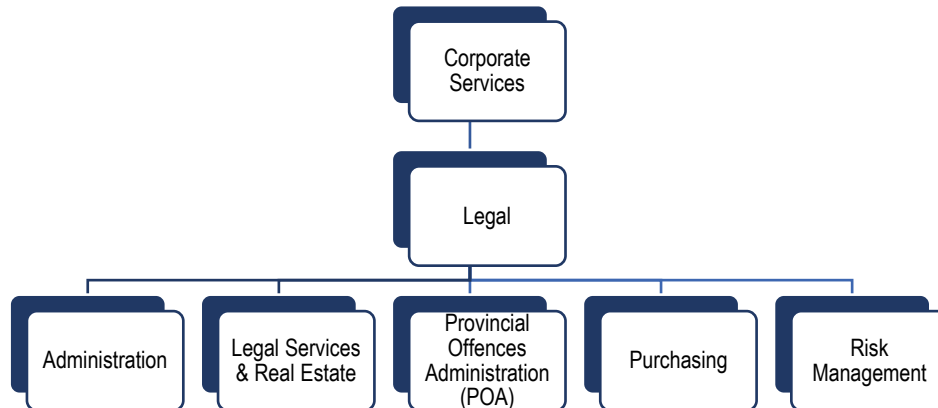 Corporate
Services
Legal
Administration
Legal Services
& Real Estate
Provincial
Offences
Administration
(POA)
Purchasing
Risk
Management